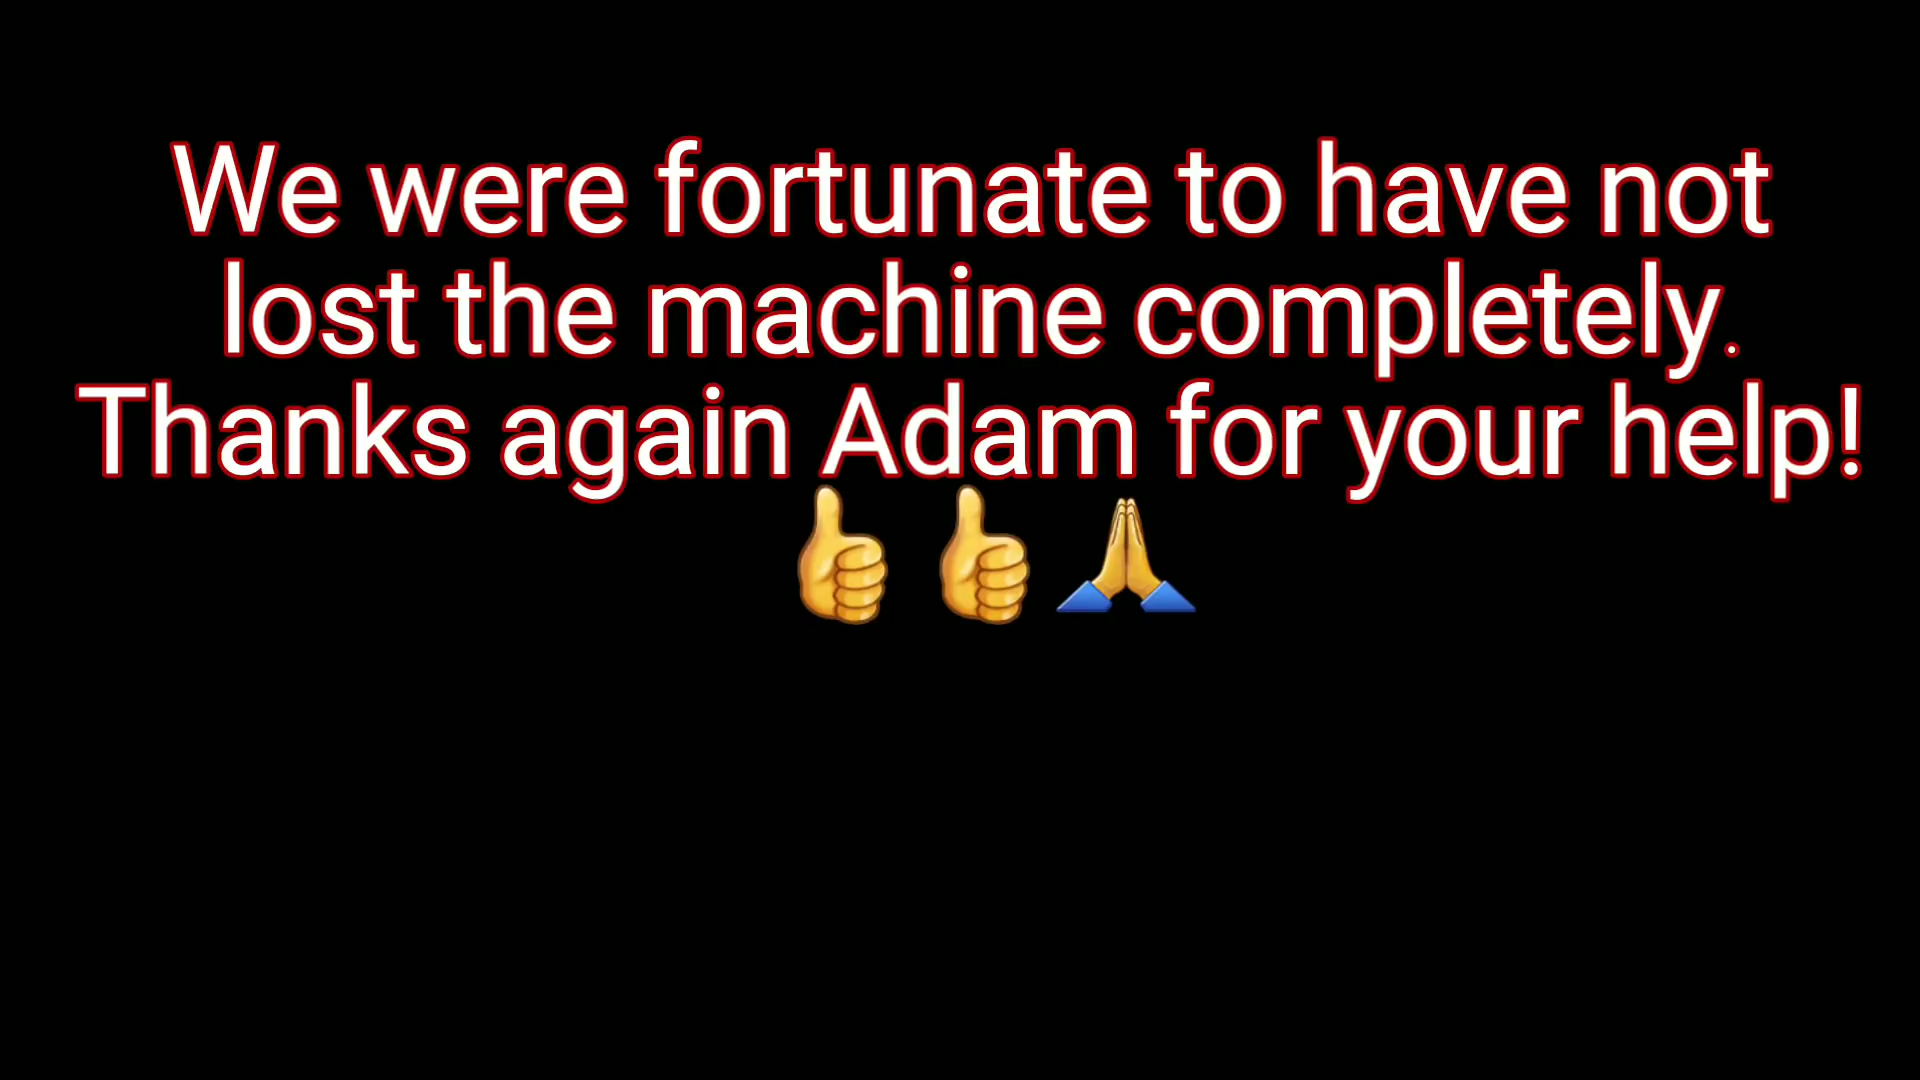 We were fortunate to have not
lost the machine completely.
Thanks again Adam for your help!
👍👍🙏